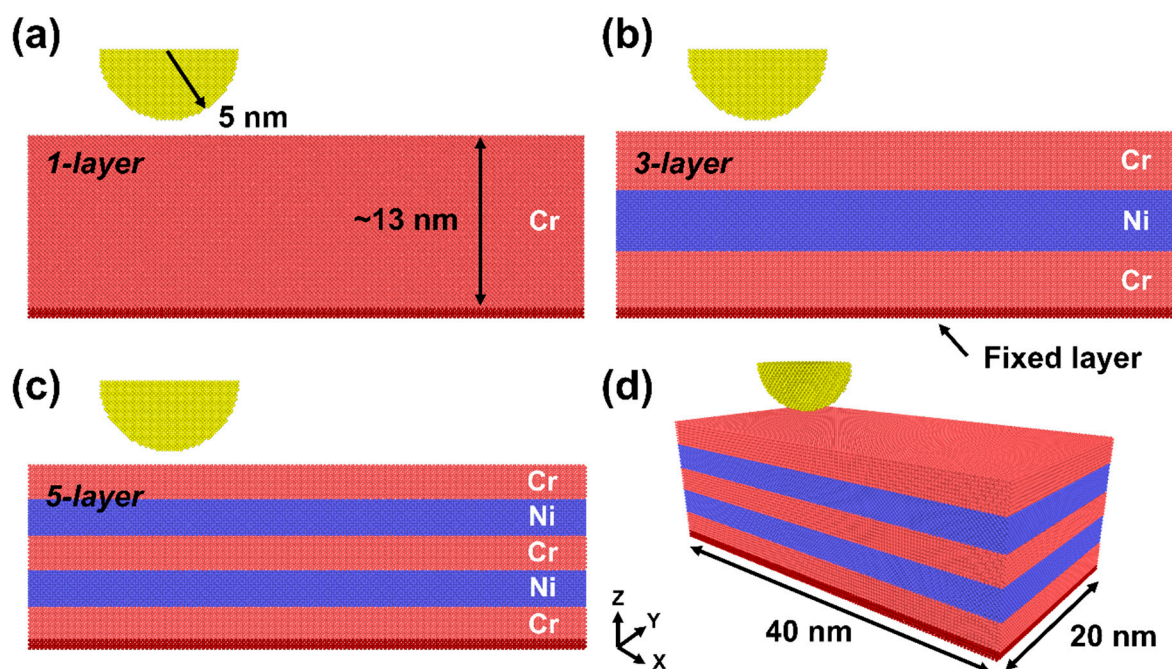 (a)
5 nm
1-layer
~13 nm
Cr
(b)
3-layer
Cr
Ni
Cr
Fixed layer
(c)
5-layer
Cr
Ni
Cr
Ni
Cr
(d)
Z
Y
X
40 nm
20 nm